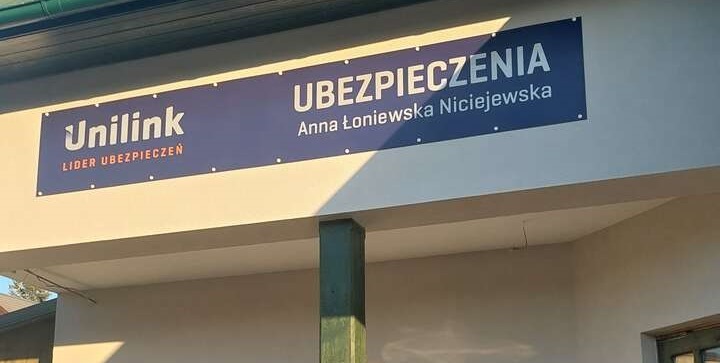 Unilink
LIDER UBEZPIECZEŃ
UBEZPIECZENIA
Anna Łoniewska Niciejewska